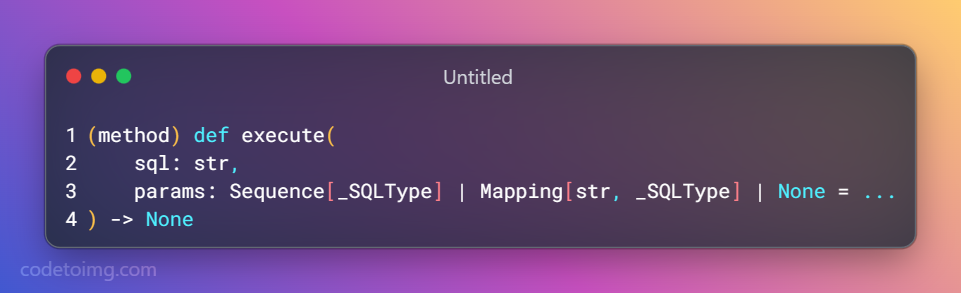 Untitled
1 (method) def execute(
2     sql: str,
3     params: Sequence[_SQLType] | Mapping[str, _SQLType] | None = ...
4 ) -> None
codetoimg.com